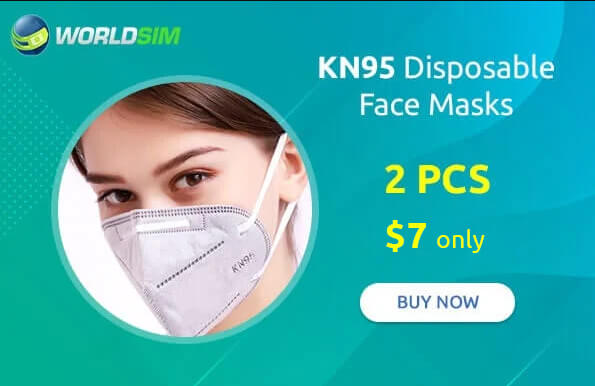 WORLDSIM
KN95 Disposable
Face Masks
2 PCS
$7 only
BUY NOW
KN95